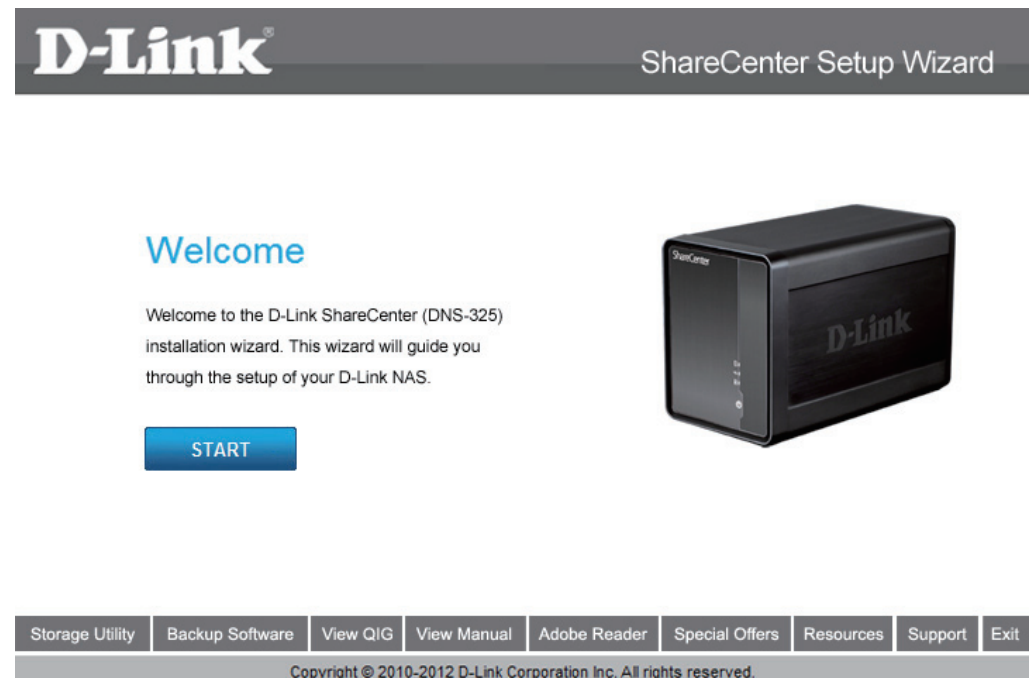 D-Link®
ShareCenter Setup Wizard
Welcome
Welcome to the D-Link ShareCenter (DNS-325)
installation wizard. This wizard will guide you
through the setup of your D-Link NAS.
START
ShareCenter
D-Link
Storage Utility
Backup Software
View QIG
View Manual
Adobe Reader
Special Offers
Resources
Support
Exit
Copyright © 2010-2012 D-Link Corporation Inc. All rights reserved.